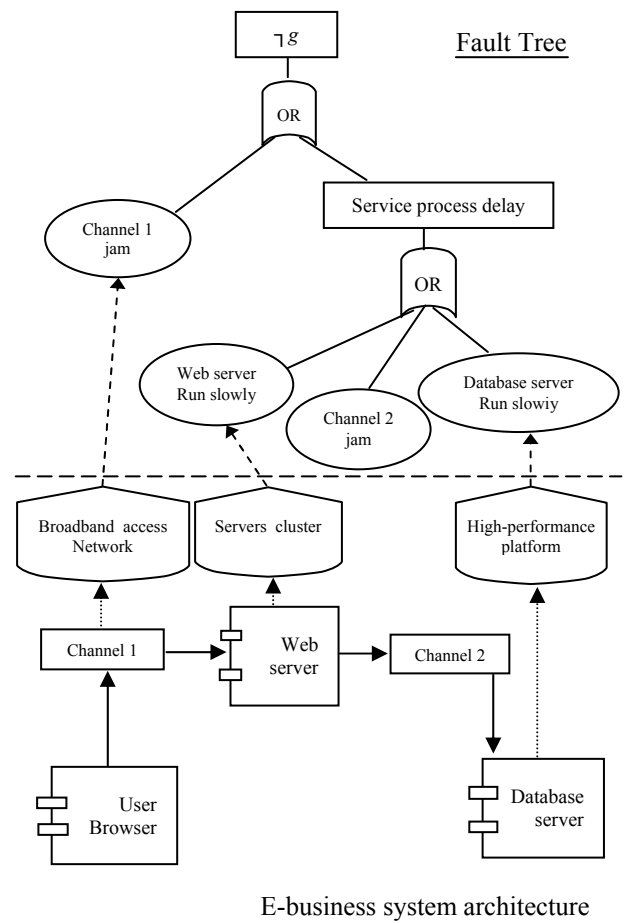 ¬g
Fault Tree
OR
Channel 1
jam
Service process delay
OR
Web server
Run slowly
Channel 2
jam
Database server
Run slowiy
Broadband access
Network
Servers cluster
High-performance
platform
Channel 1
Web
server
Channel 2
User
Browser
Database
server
E-business system architecture